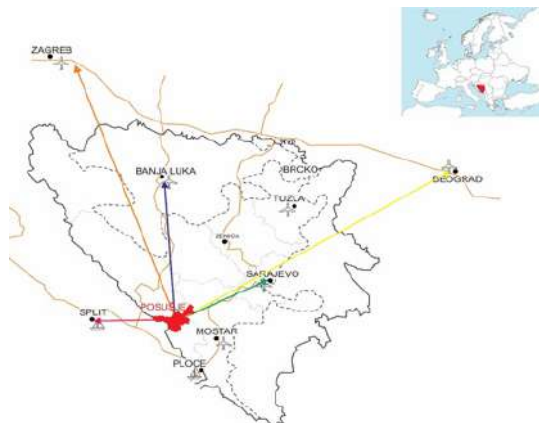 ZAGREB
BANJA LUKA
BRCKO
BEOGRAD
TUZLA
ZENICA
SARAJEVO
POSUSJE
SPLIT
MOSTAR
PLOCE